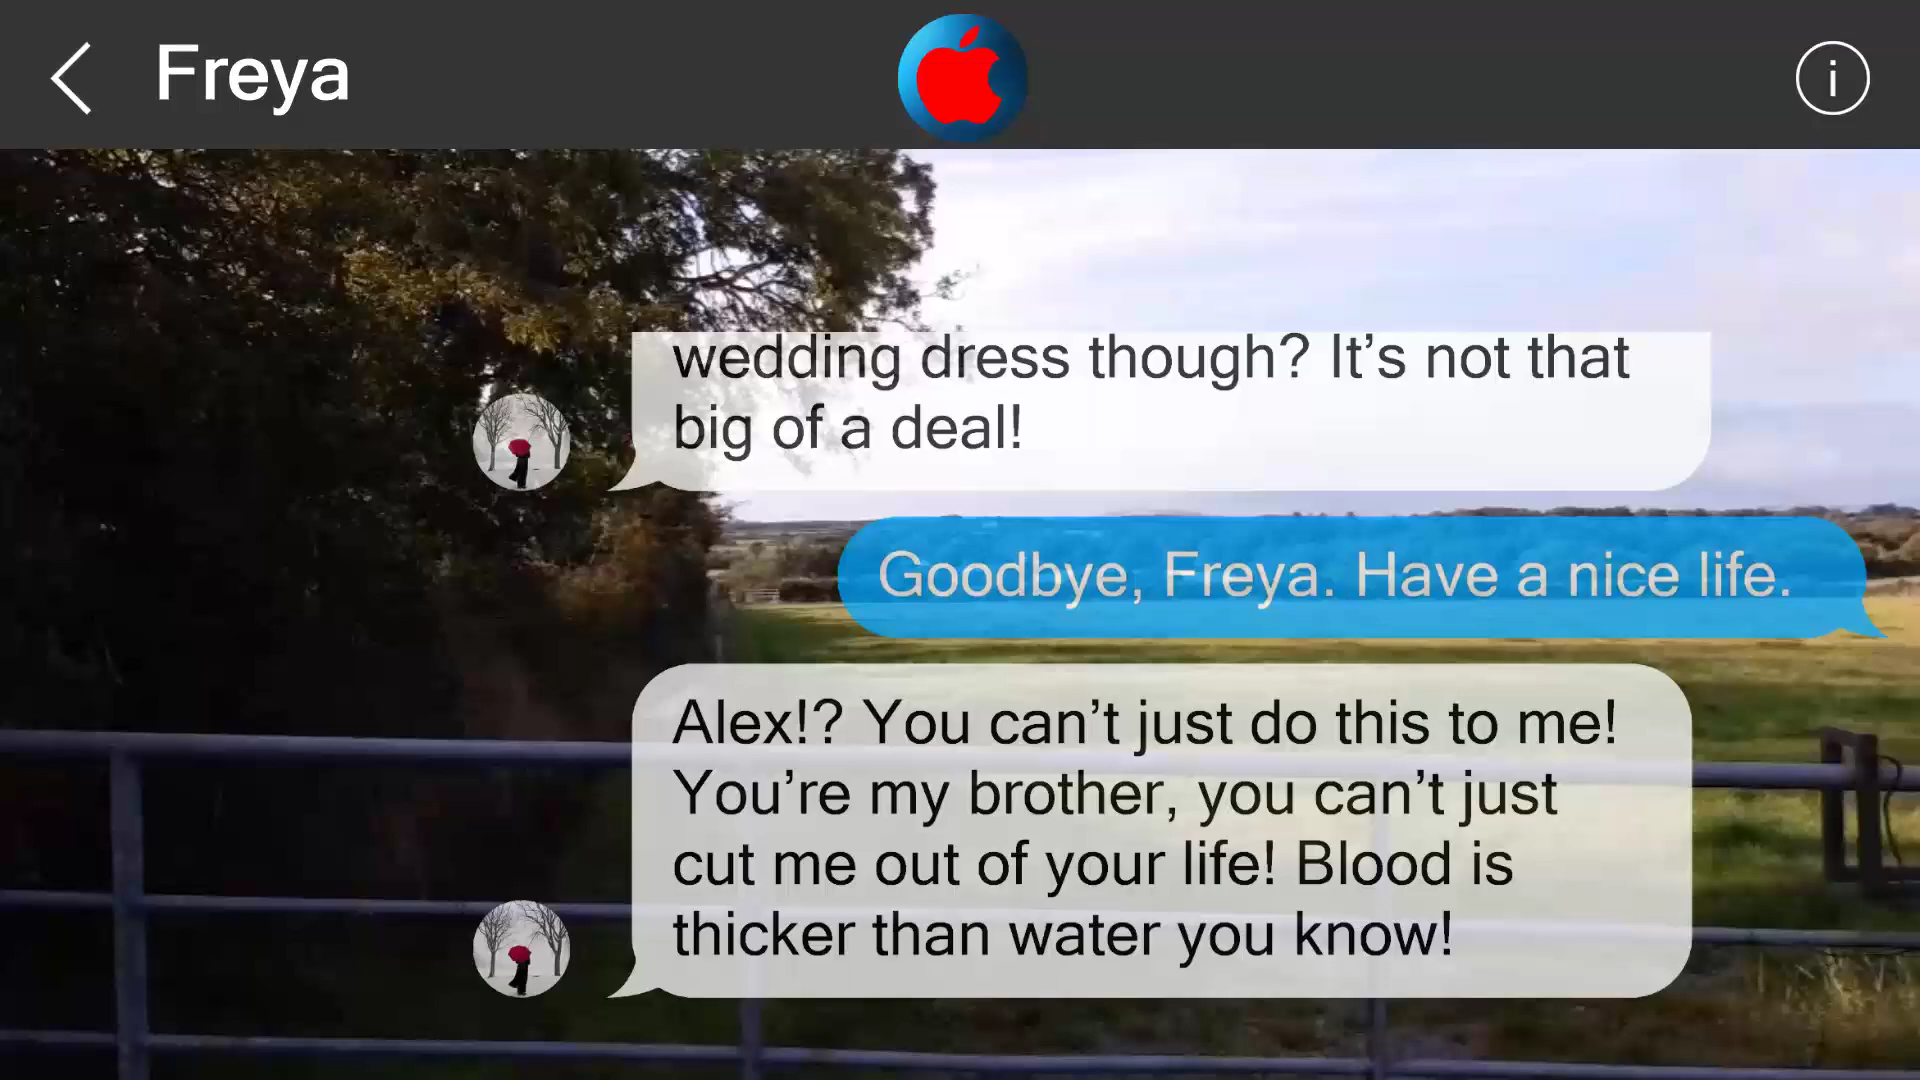 Freya
i
wedding dress though? It’s not that
big of a deal!
Goodbye, Freya. Have a nice life.
Alex!? You can’t just do this to me!
You’re my brother, you can’t just
cut me out of your life! Blood is
thicker than water you know!